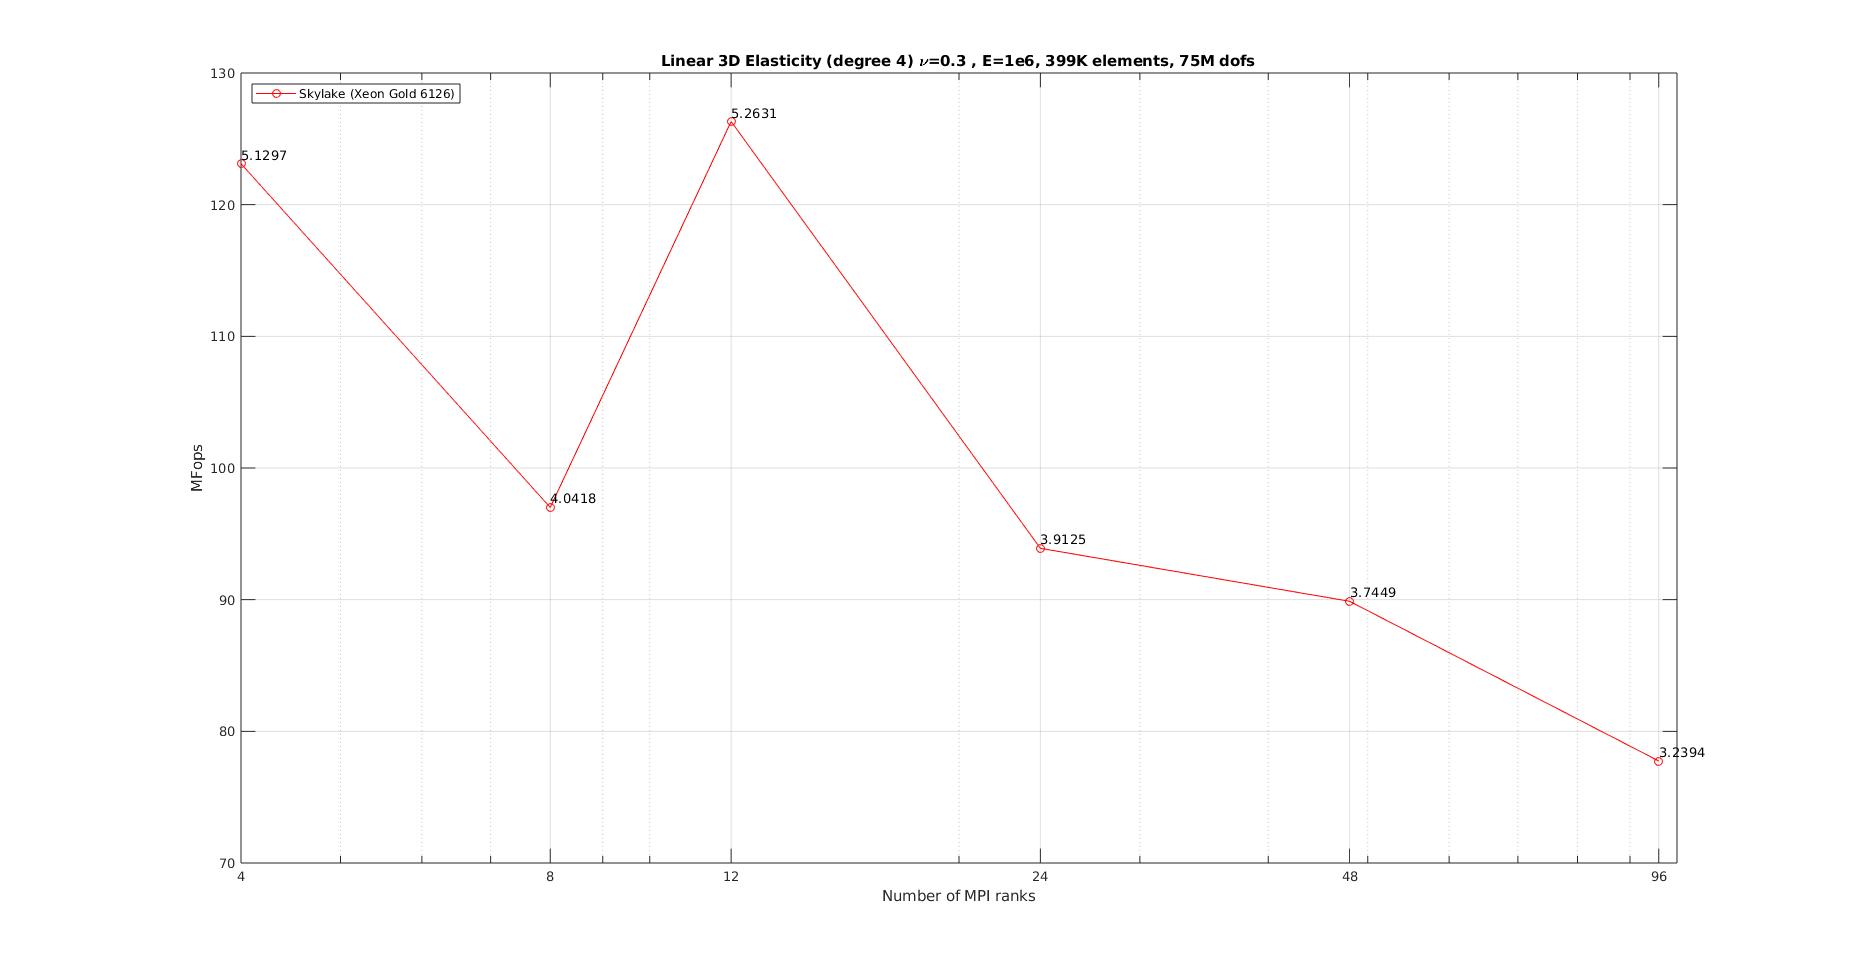 Linear 3D Elasticity (degree 4) ν=0.3 , E=1e6, 399K elements, 75M dofs
Skylake (Xeon Gold 6126)
130
120
110
100
90
80
70
MFops
5.1297
4.0418
5.2631
3.9125
3.7449
3.2394
4 8 12 24 48 96
Number of MPI ranks